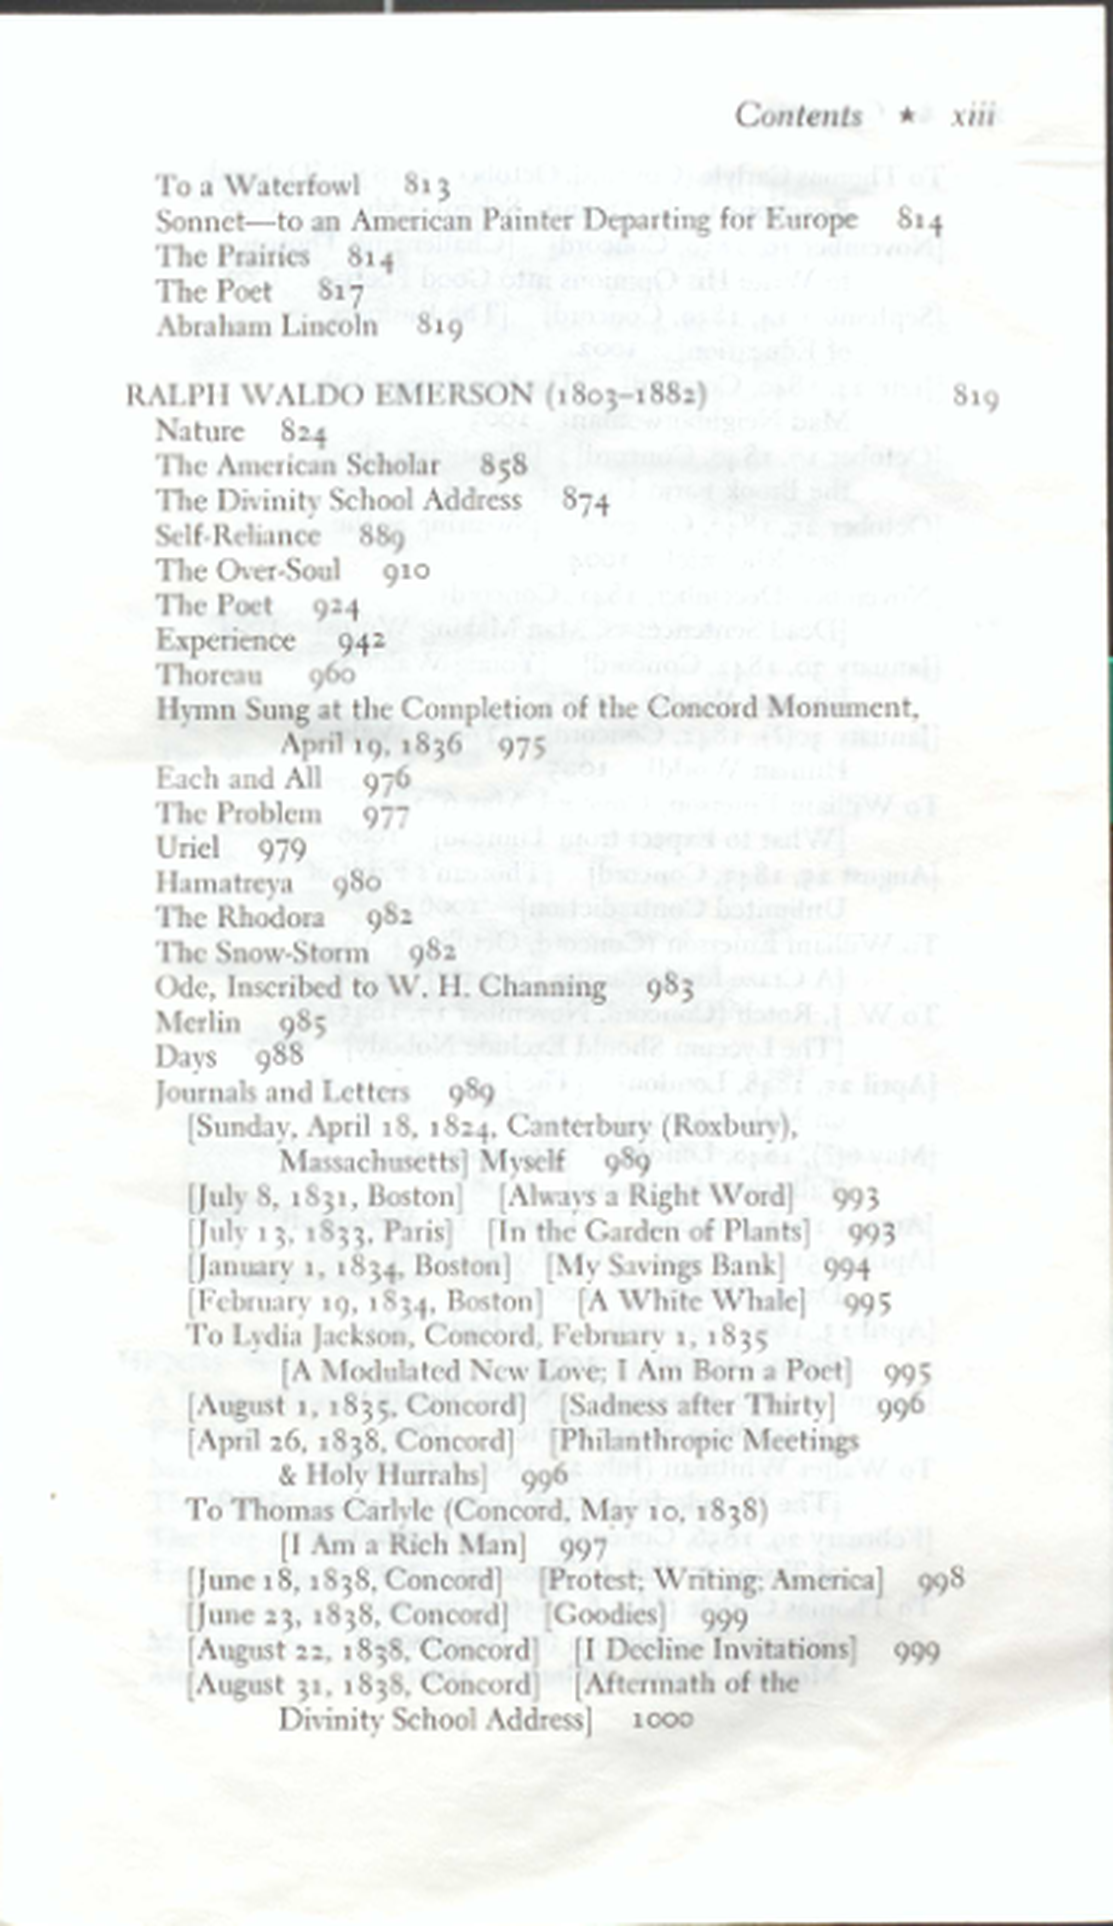 Contents ★ xiii
To a Waterfowl 813
Sonnet—to an American Painter Departing for Europe 814
The Prairies 814
The Poet 817
Abraham Lincoln 819
RALPH WALDO EMERSON (1803–1882) 819
Nature 824
The American Scholar 858
The Divinity School Address 874
Self-Reliance 889
The Over-Soul 910
The Poet 924
Experience 942
Thoreau 960
Hymn Sung at the Completion of the Concord Monument,
April 19, 1836 975
Each and All 976
The Problem 977
Uriel 979
Hamatreya 980
The Rhodora 982
The Snow-Storm 982
Ode, Inscribed to W. H. Channing 983
Merlin 985
Days 988
Journals and Letters 989
[Sunday, April 18, 1824, Canterbury (Roxbury),
Massachusetts] Myself 989
[July 8, 1831, Boston] [Always a Right Word] 993
[July 13, 1833, Paris] [In the Garden of Plants] 993
[January 1, 1834, Boston] [My Savings Bank] 994
[February 19, 1834, Boston] [A White Whale] 995
To Lydia Jackson, Concord, February 1, 1835
[A Modulated New Love; I Am Born a Poet] 995
[August 1, 1835, Concord] [Sadness after Thirty] 996
[April 26, 1838, Concord] [Philanthropic Meetings
& Holy Hurrahs] 996
To Thomas Carlyle (Concord, May 10, 1838)
[I Am a Rich Man] 997
[June 18, 1838, Concord] [Protest; Writing; America] 998
[June 23, 1838, Concord] [Goodies] 999
[August 22, 1838, Concord] [I Decline Invitations] 999
[August 31, 1838, Concord] [Aftermath of the
Divinity School Address] 1000